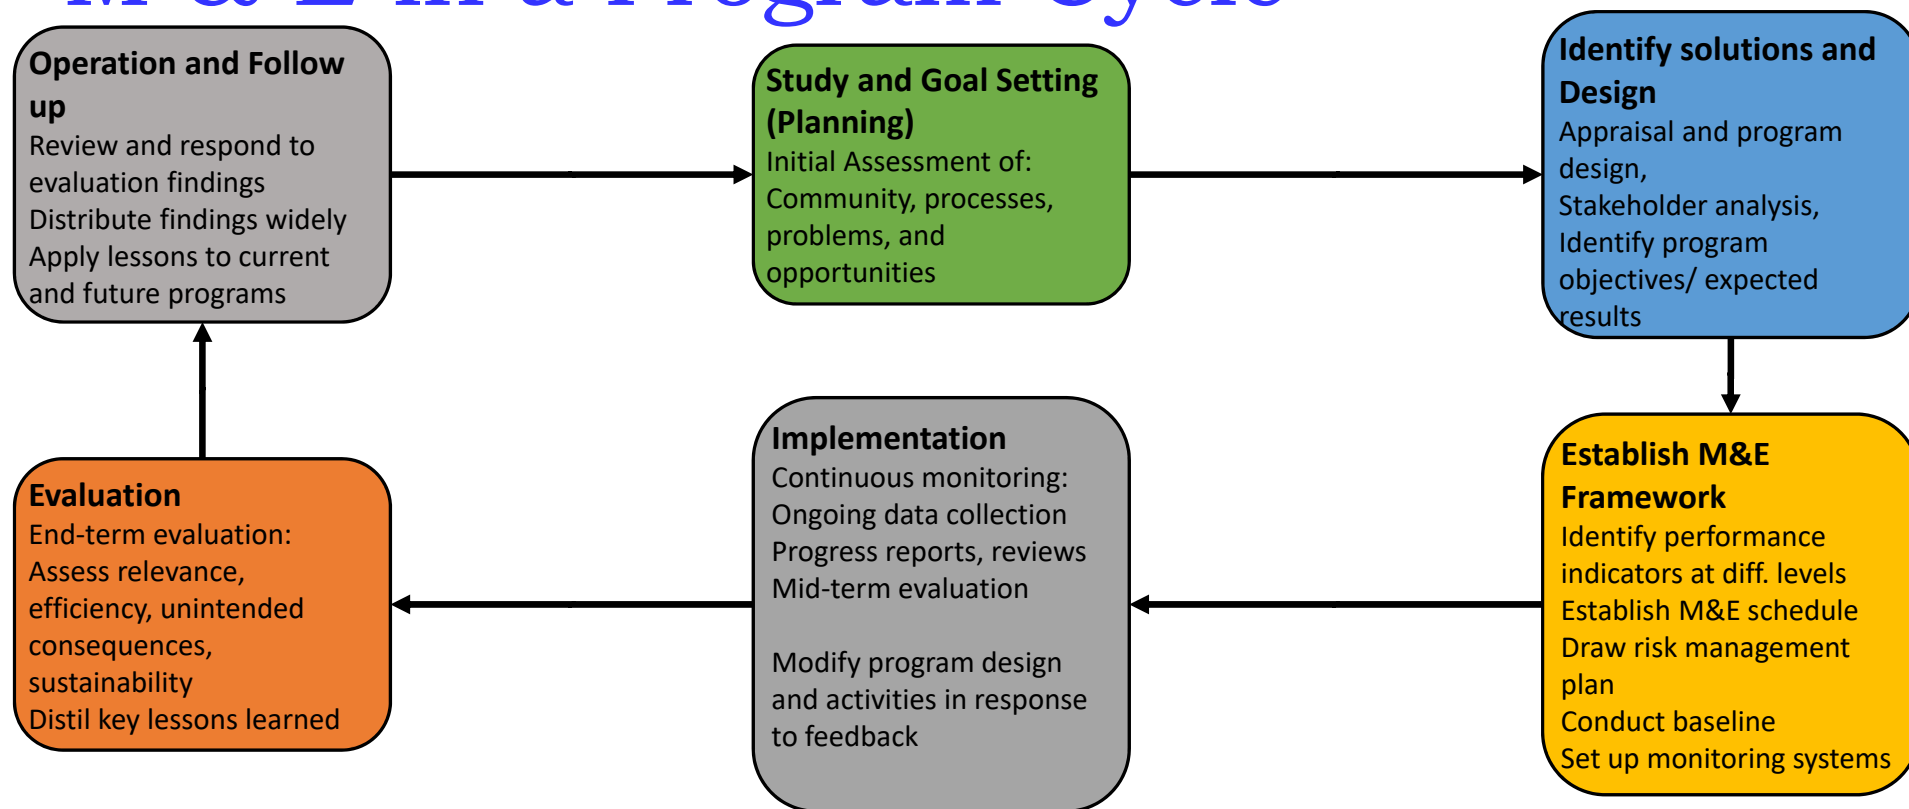 M & E in a Program Cycle
Operation and Follow
up
Review and respond to
evaluation findings
Distribute findings widely
Apply lessons to current
and future programs
Study and Goal Setting
(Planning)
Initial Assessment of:
Community, processes,
problems, and
opportunities
Identify solutions and
Design
Appraisal and program
design,
Stakeholder analysis,
Identify program
objectives/ expected
results
Establish M&E
Framework
Identify performance
indicators at diff. levels
Establish M&E schedule
Draw risk management
plan
Conduct baseline
Set up monitoring systems
Implementation
Continuous monitoring:
Ongoing data collection
Progress reports, reviews
Mid-term evaluation
Modify program design
and activities in response
to feedback
Evaluation
End-term evaluation:
Assess relevance,
efficiency, unintended
consequences,
sustainability
Distil key lessons learned